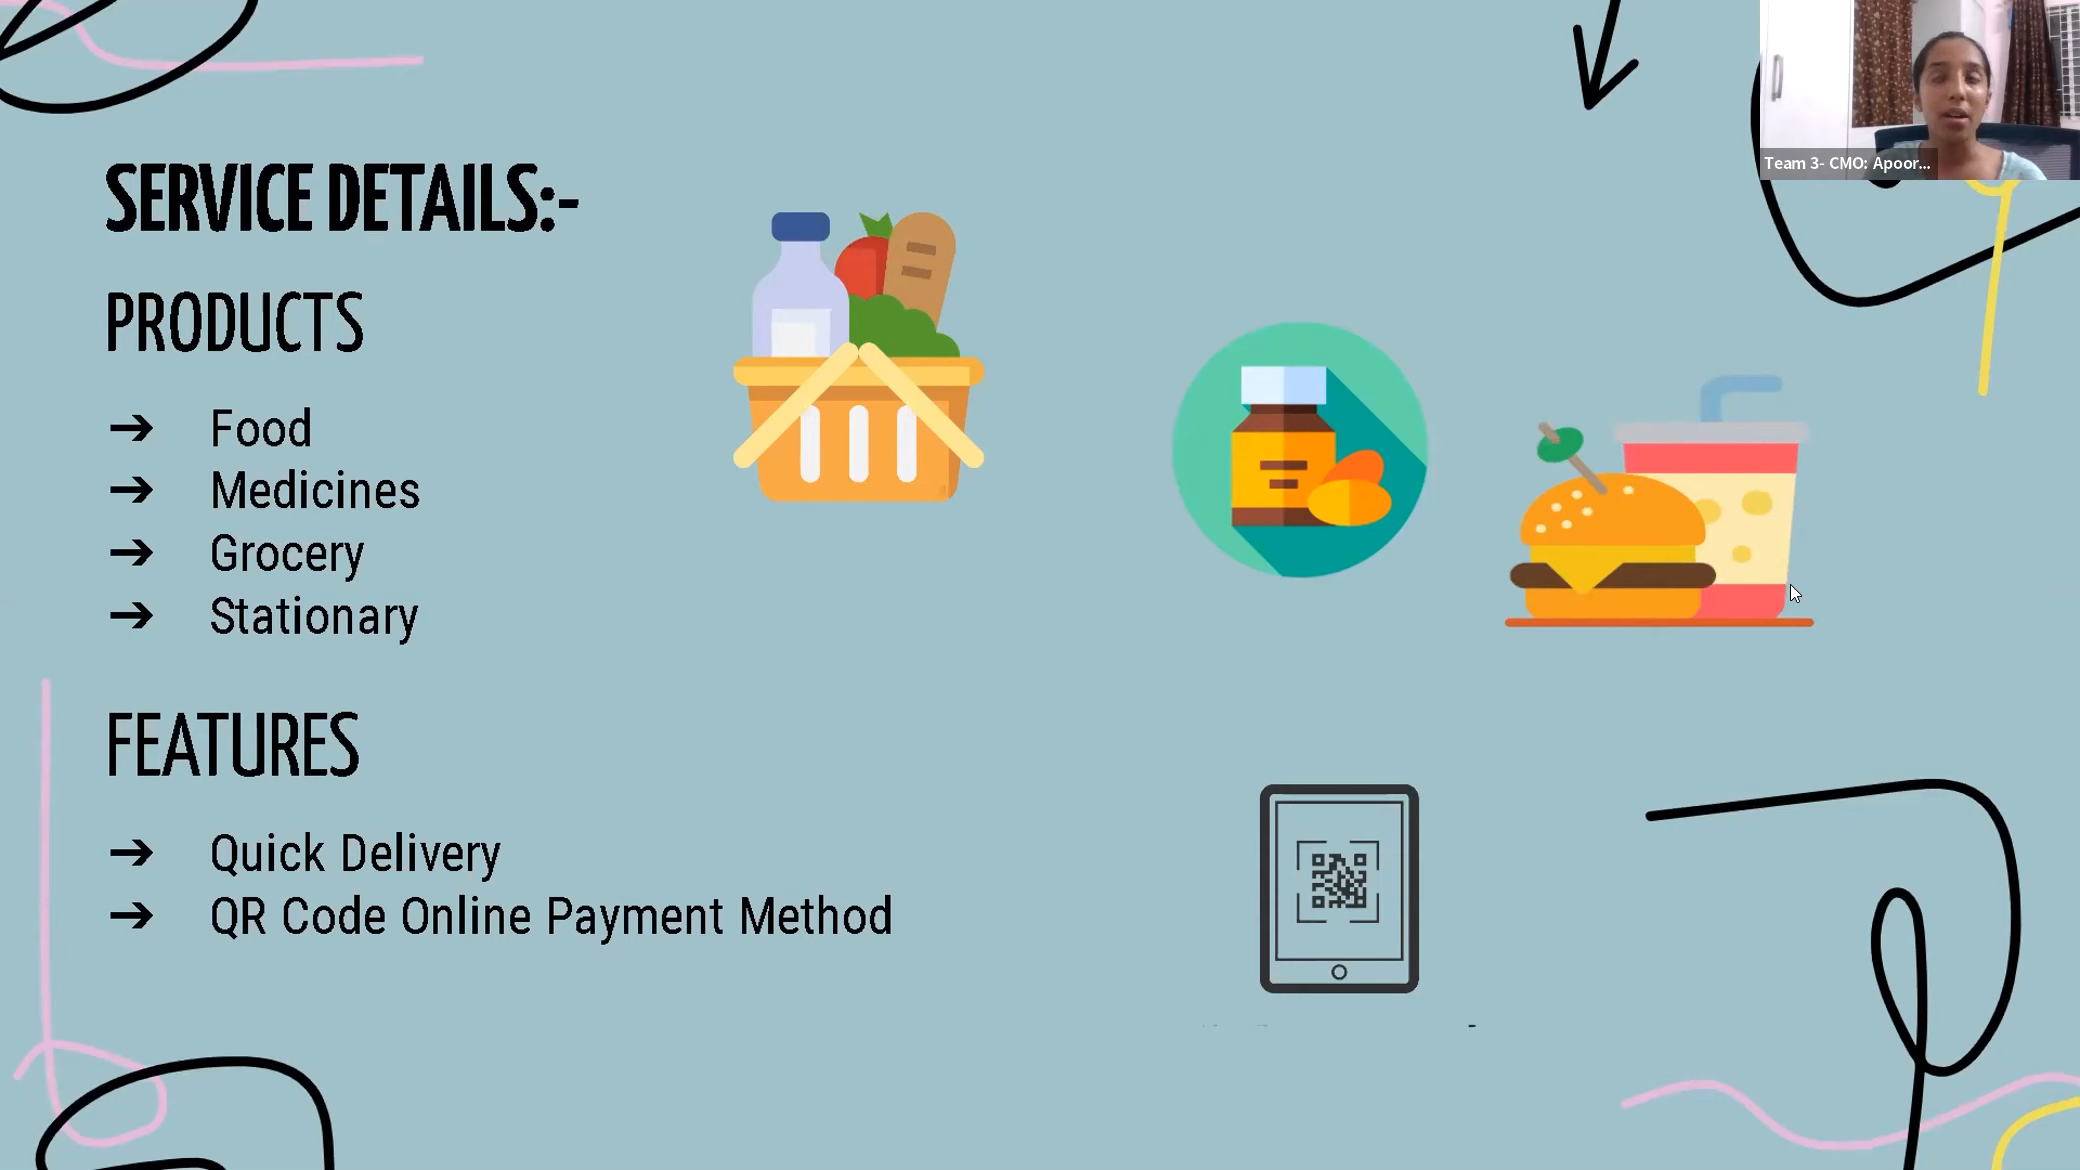 SERVICE DETAILS:-
PRODUCTS
➔ Food
➔ Medicines
➔ Grocery
➔ Stationary
FEATURES
➔ Quick Delivery
➔ QR Code Online Payment Method
Team 3- CMO: Apoor...